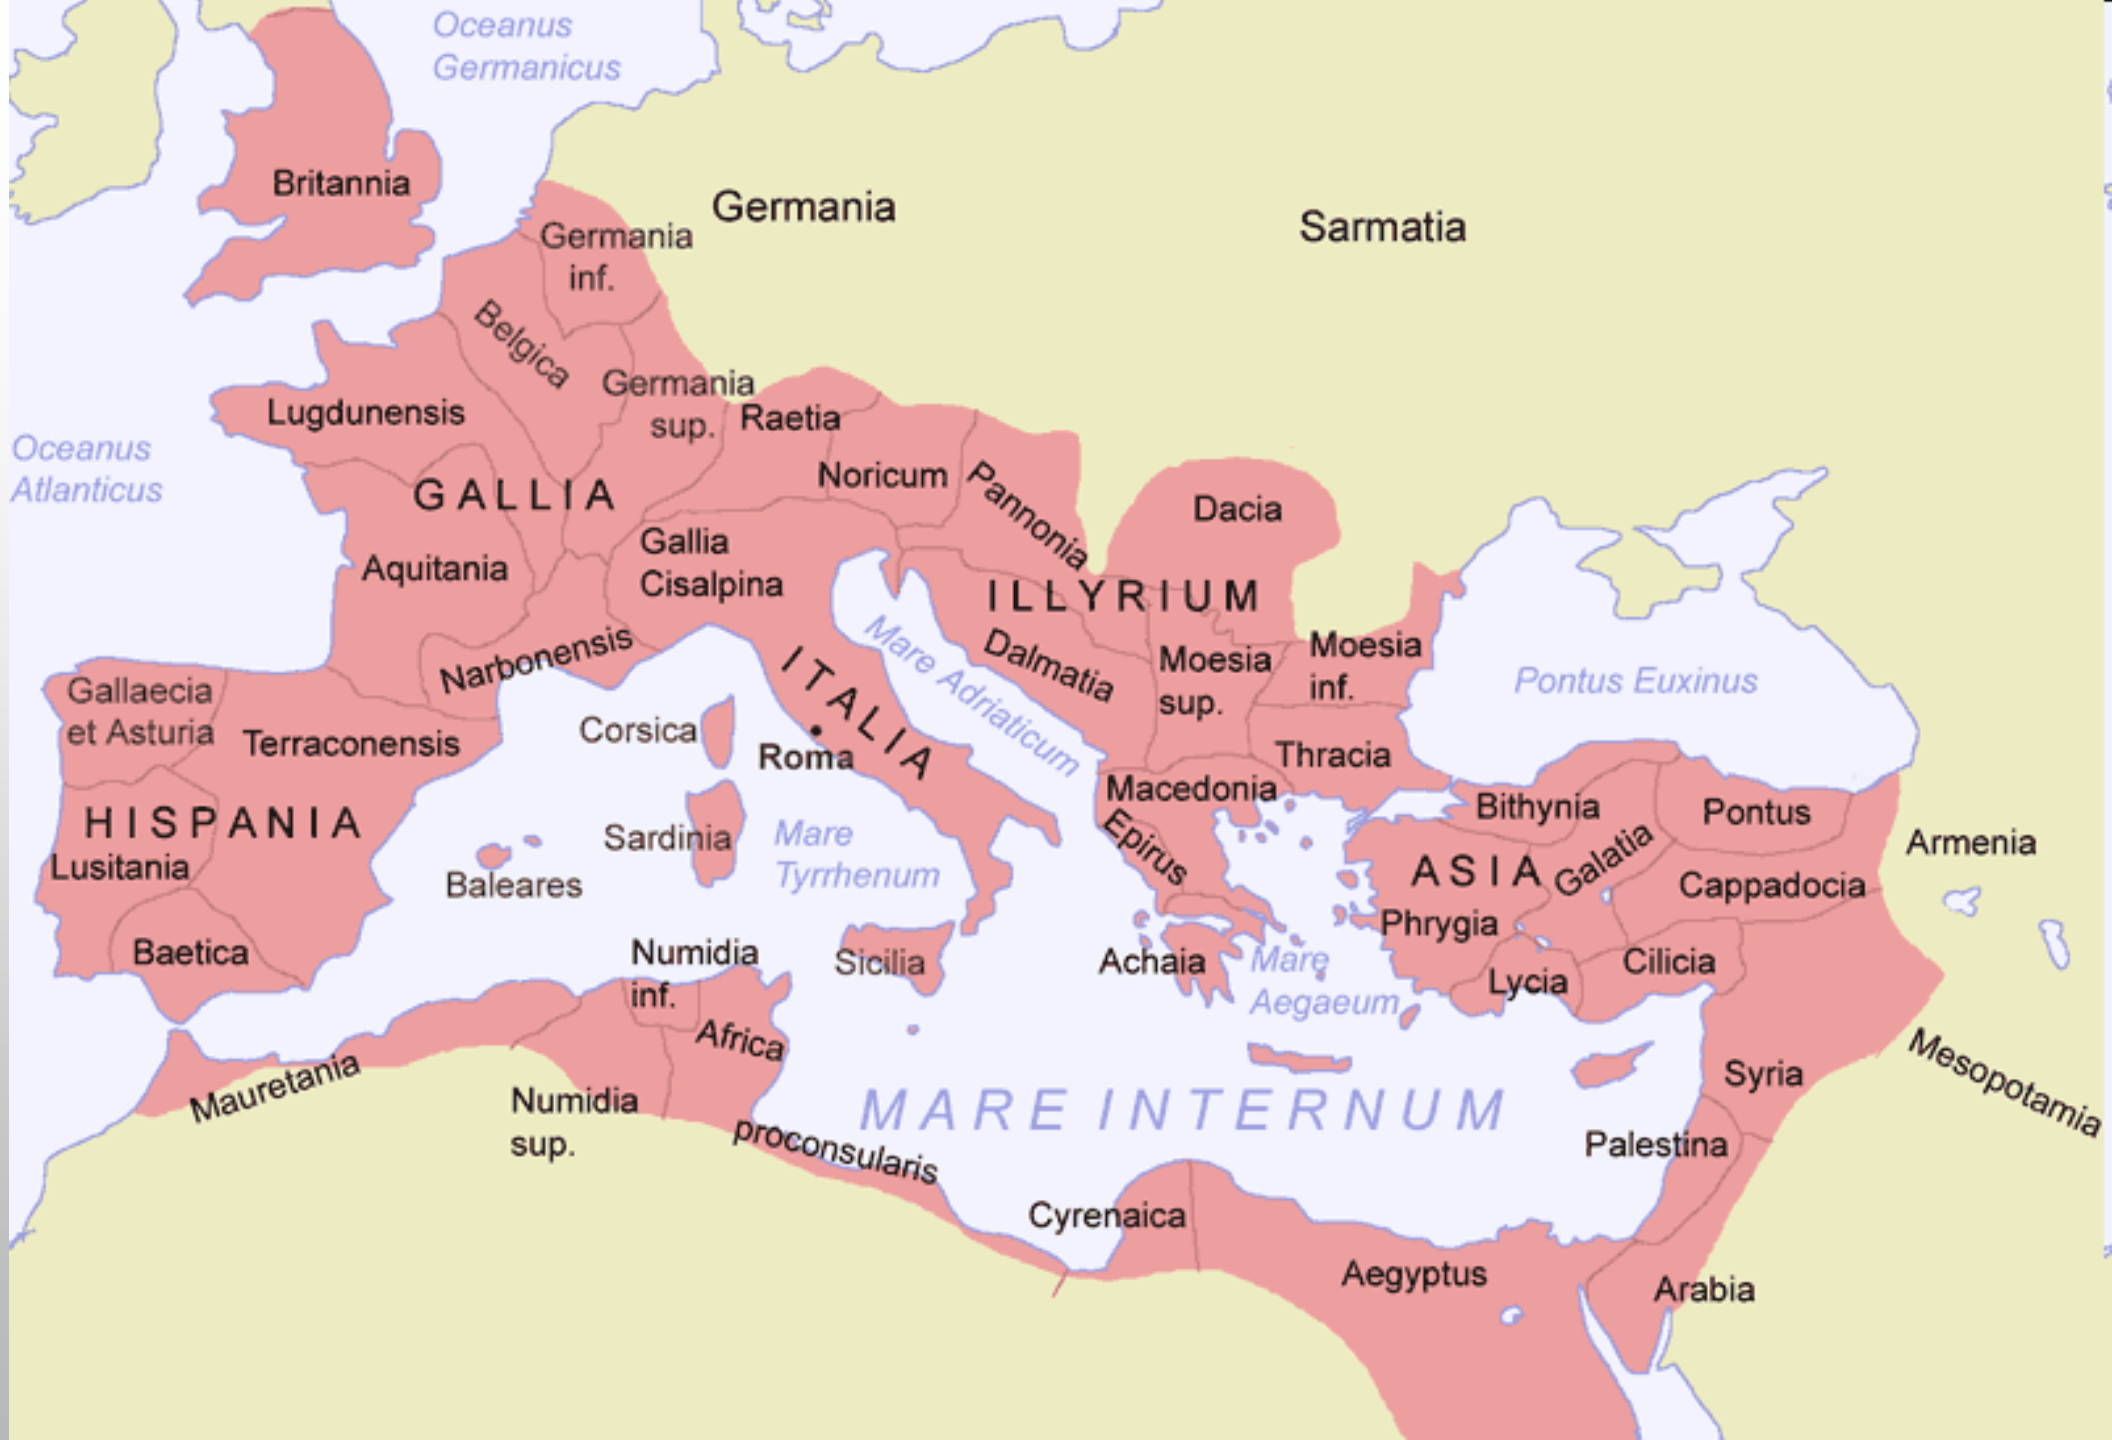 Oceanus
Germanicus
Britannia
Germania
Sarmatia
Germania
inf.
Belgica
Germania
sup.
Lugdunensis
Raetia
Oceanus
Atlanticus
GALLIA
Noricum
Pannonia
Dacia
Aquitania
Gallia
Cisalpina
ILLYRIUM
Narbonensis
ITALIA
Mare Adriaticum
Dalmatia
Moesia
sup.
Moesia
inf.
Pontus Euxinus
Gallaecia
et Asturia
Terraconensis
Corsica
Roma
Thracia
Macedonia
Bithynia
Pontus
Armenia
HISPANIA
Lusitania
Baleares
Sardinia
Mare
Tyrrhenum
Epirus
ASIA
Galatia
Cappadocia
Phrygia
Baetica
Numidia
inf.
Sicilia
Achaia
Mare
Aegaeum
Lycia
Cilicia
Africa
Mauretania
Numidia
sup.
proconsularis
MARE INTERNUM
Syria
Mesopotamia
Palestina
Cyrenaica
Aegyptus
Arabia